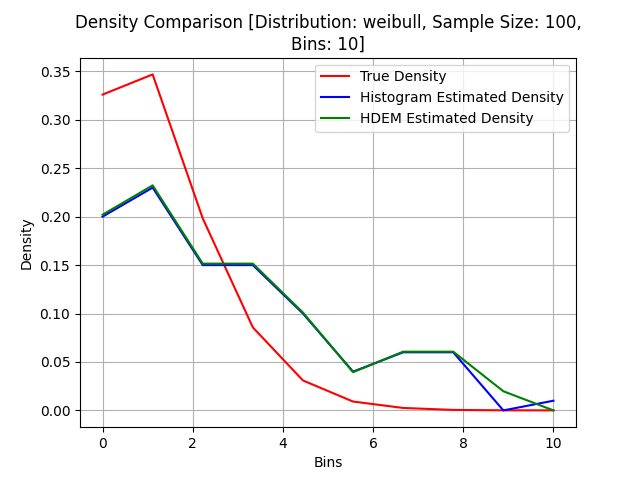 Density Comparison [Distribution: weibull, Sample Size: 100,
Bins: 10]
True Density
Histogram Estimated Density
HDEM Estimated Density
Density
0.35
0.30
0.25
0.20
0.15
0.10
0.05
0.00
0 2 4 6 8 10
Bins